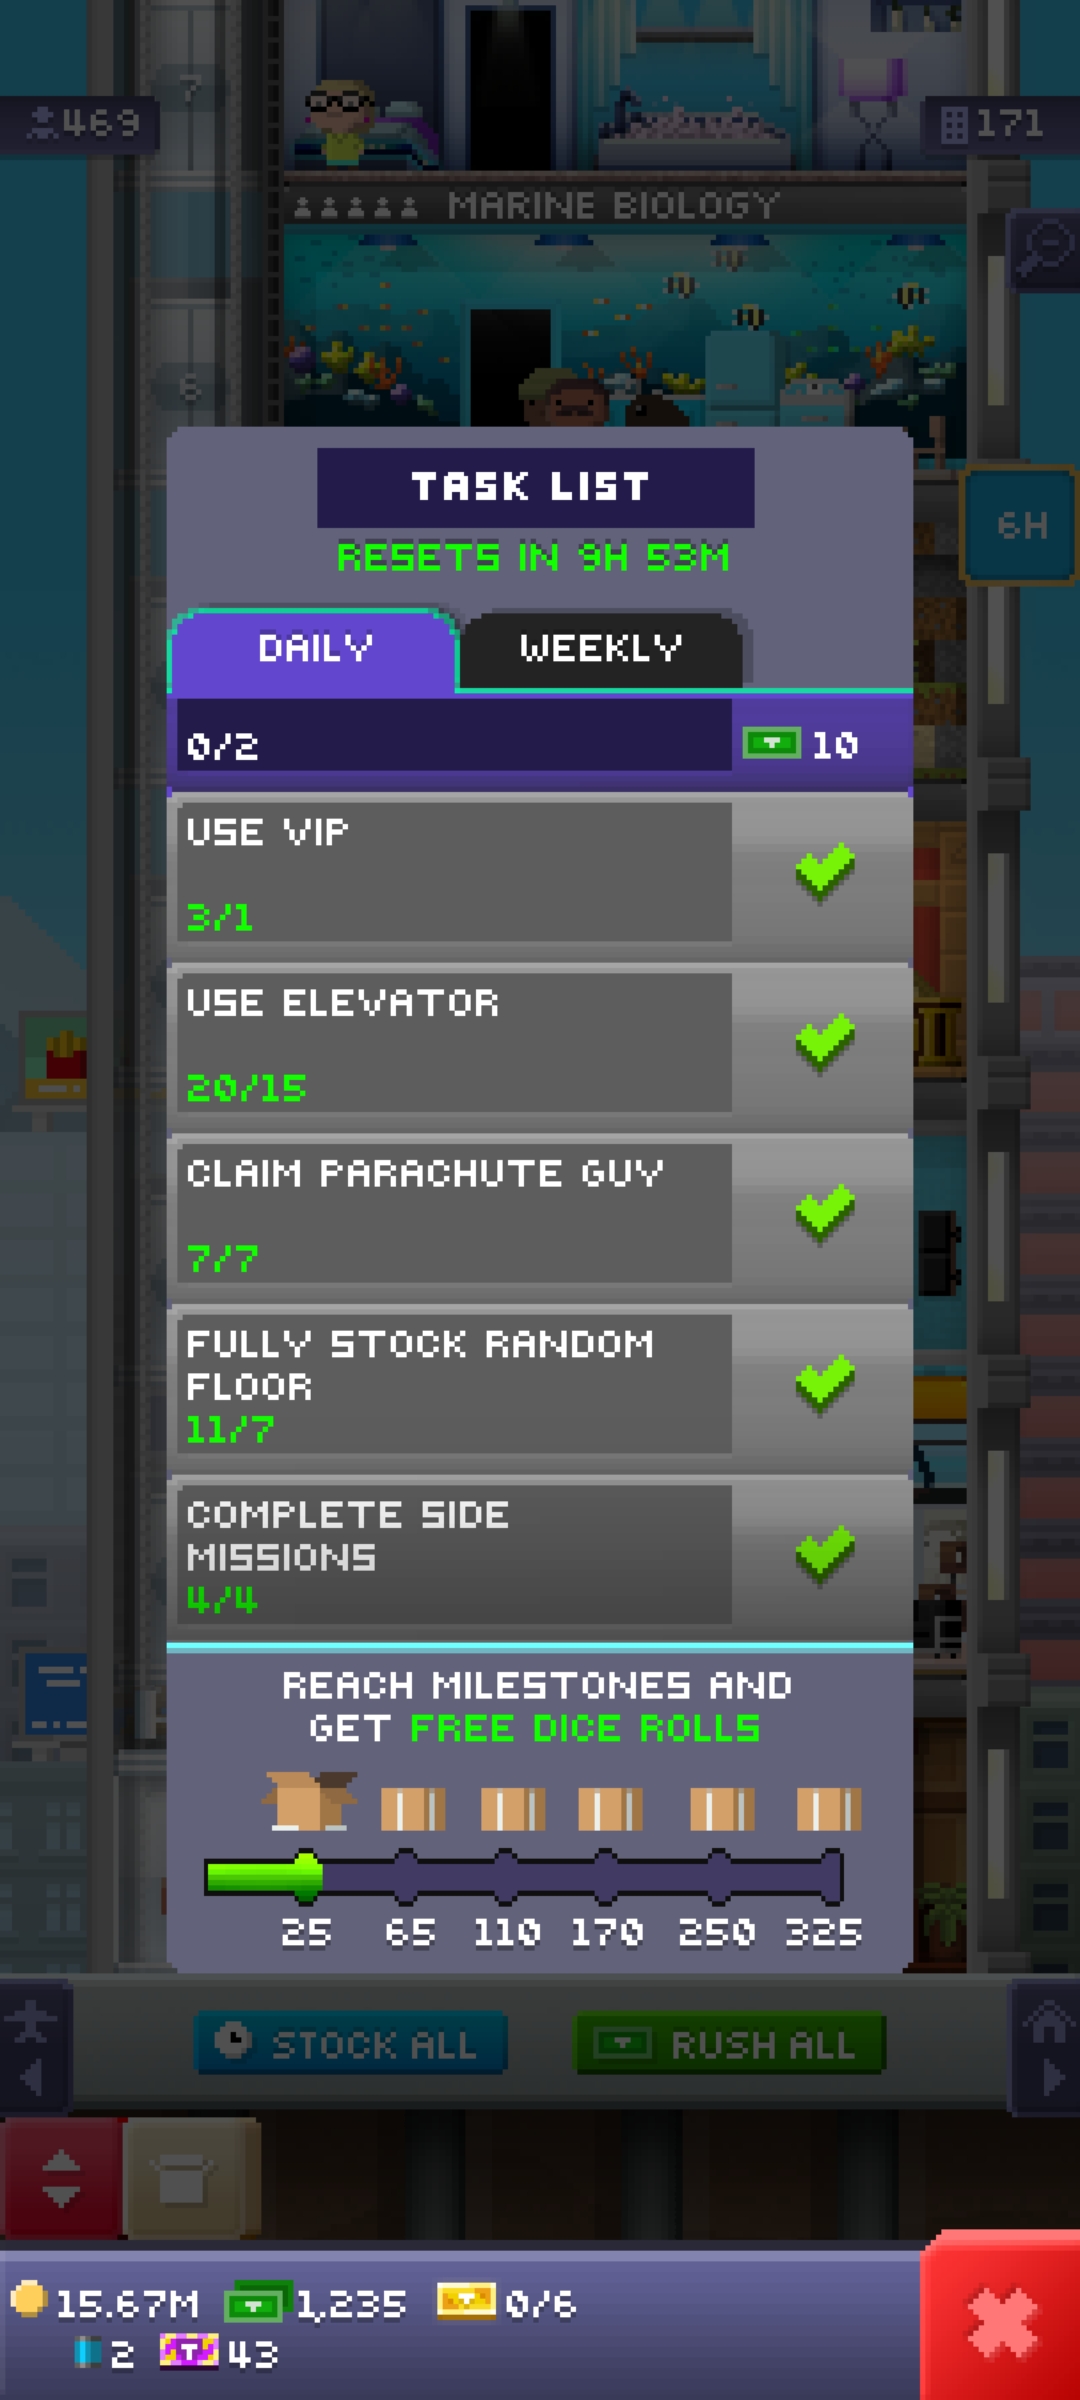 7
469
171
MARINE BIOLOGY
6
TASK LIST
6H
RESETS IN 9H 53M
DAILY
WEEKLY
0/2
10
USE VIP
3/1
USE ELEVATOR
20/15
CLAIM PARACHUTE GUY
7/7
FULLY STOCK RANDOM
FLOOR
11/7
COMPLETE SIDE
MISSIONS
4/4
REACH MILESTONES AND
GET FREE DICE ROLLS
25 65 110 170 250 325
STOCK ALL
RUSH ALL
15.67M 1,235 0/6
2 43